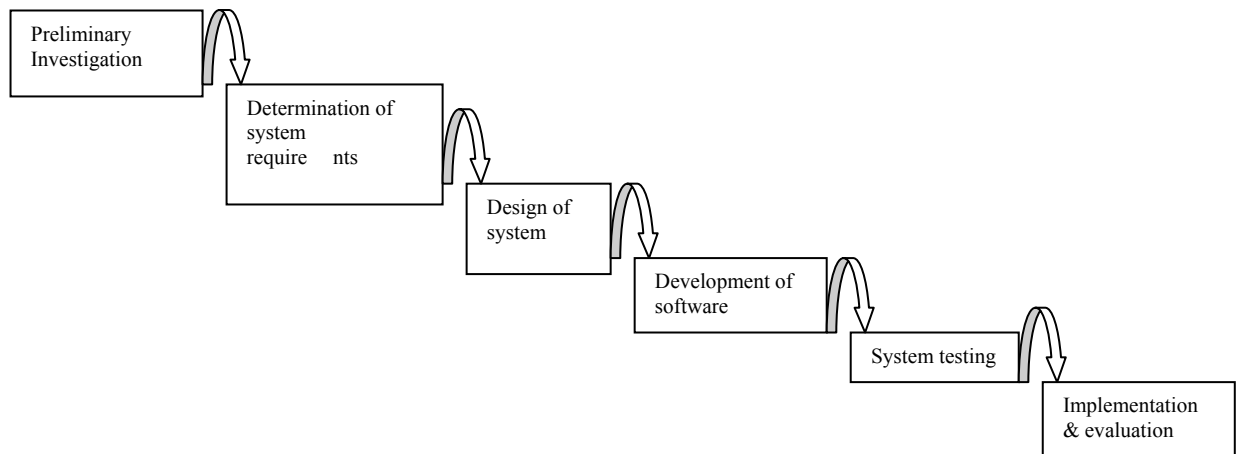 Preliminary
Investigation
Determination of
system
require nts
Design of
system
Development of
software
System testing
Implementation
& evaluation